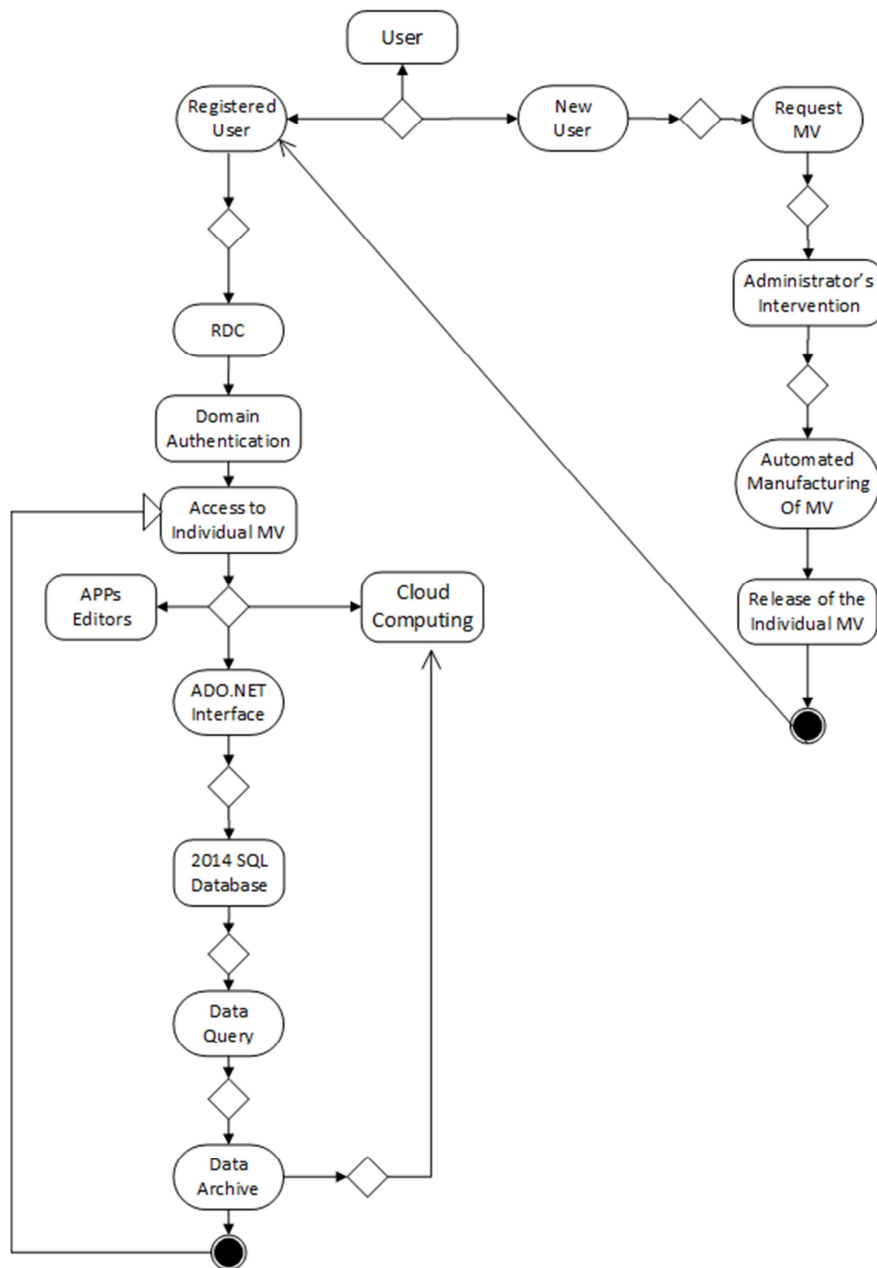 User
Registered
User
New
User
Request
MV
Administrator's
Intervention
RDC
Domain
Authentication
Automated
Manufacturing
Of MV
Access to
Individual MV
APPs
Editors
Cloud
Computing
Release of the
Individual MV
ADO.NET
Interface
2014 SQL
Database
Data
Query
Data
Archive